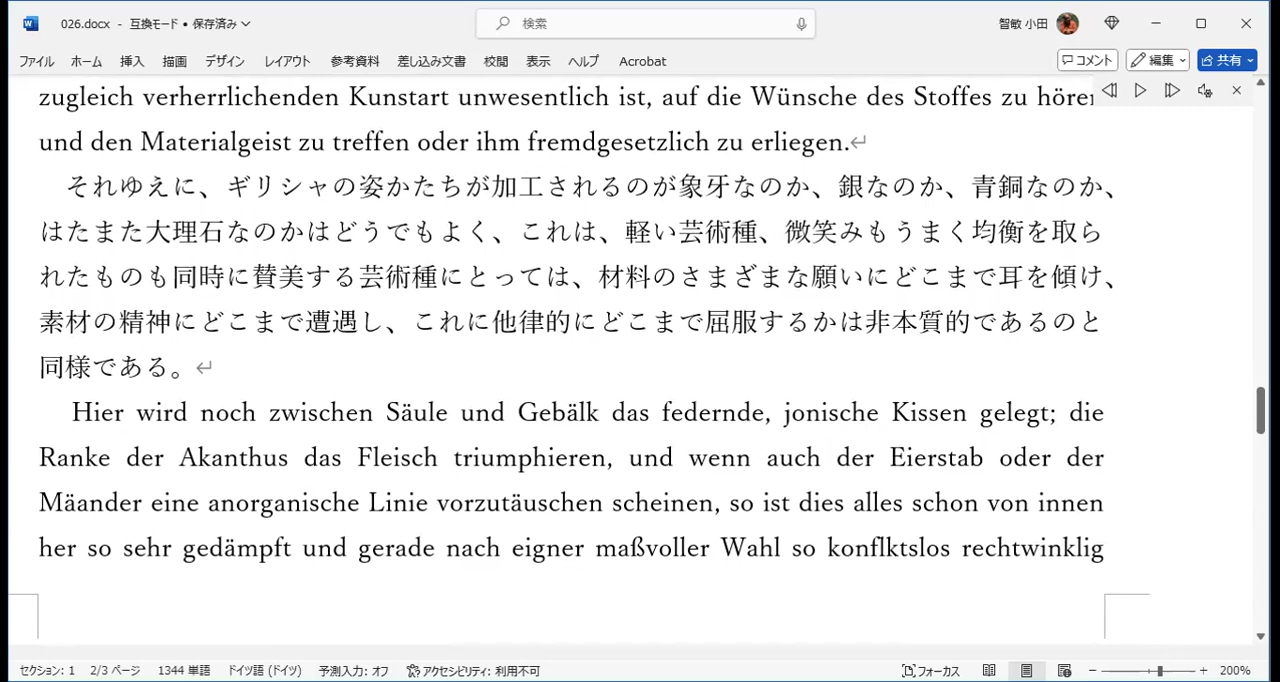 026.docx - 互換モード • 保存済み
検索
智敏 小田
ファイル ホーム 挿入 描画 デザイン レイアウト 参考資料 差し込み文書 校閲 表示 ヘルプ Acrobat
コメント 編集 共有
zugleich verherrlichenden Kunstart unwesentlich ist, auf die Wünsche des Stoffes zu hören
und den Materialgeist zu treffen oder ihm fremdgesetzlich zu erliegen.↵
それゆえに、ギリシャの姿かたちが加工されるのが象牙なのか、銀なのか、青銅なのか、
はたまた大理石なのかはどうでもよく、これは、軽い芸術種、微笑みもうまく均衡を取ら
れたものも同時に賛美する芸術種にとっては、材料のさまざまな願いにどこまで耳を傾け、
素材の精神にどこまで遭遇し、これに他律的にどこまで屈服するかは非本質的であるのと
同様である。↵
Hier wird noch zwischen Säule und Gebälk das federnde, jonische Kissen gelegt; die
Ranke der Akanthus das Fleisch triumphieren, und wenn auch der Eierstab oder der
Mäander eine anorganische Linie vorzutäuschen scheinen, so ist dies alles schon von innen
her so sehr gedämpft und gerade nach eigner maßvoller Wahl so konflktslos rechtwinklig
セクション: 1 2/3 ページ 1344 単語 ドイツ語 (ドイツ) 予測入力: オフ アクセシビリティ: 利用不可 フォーカス 200%